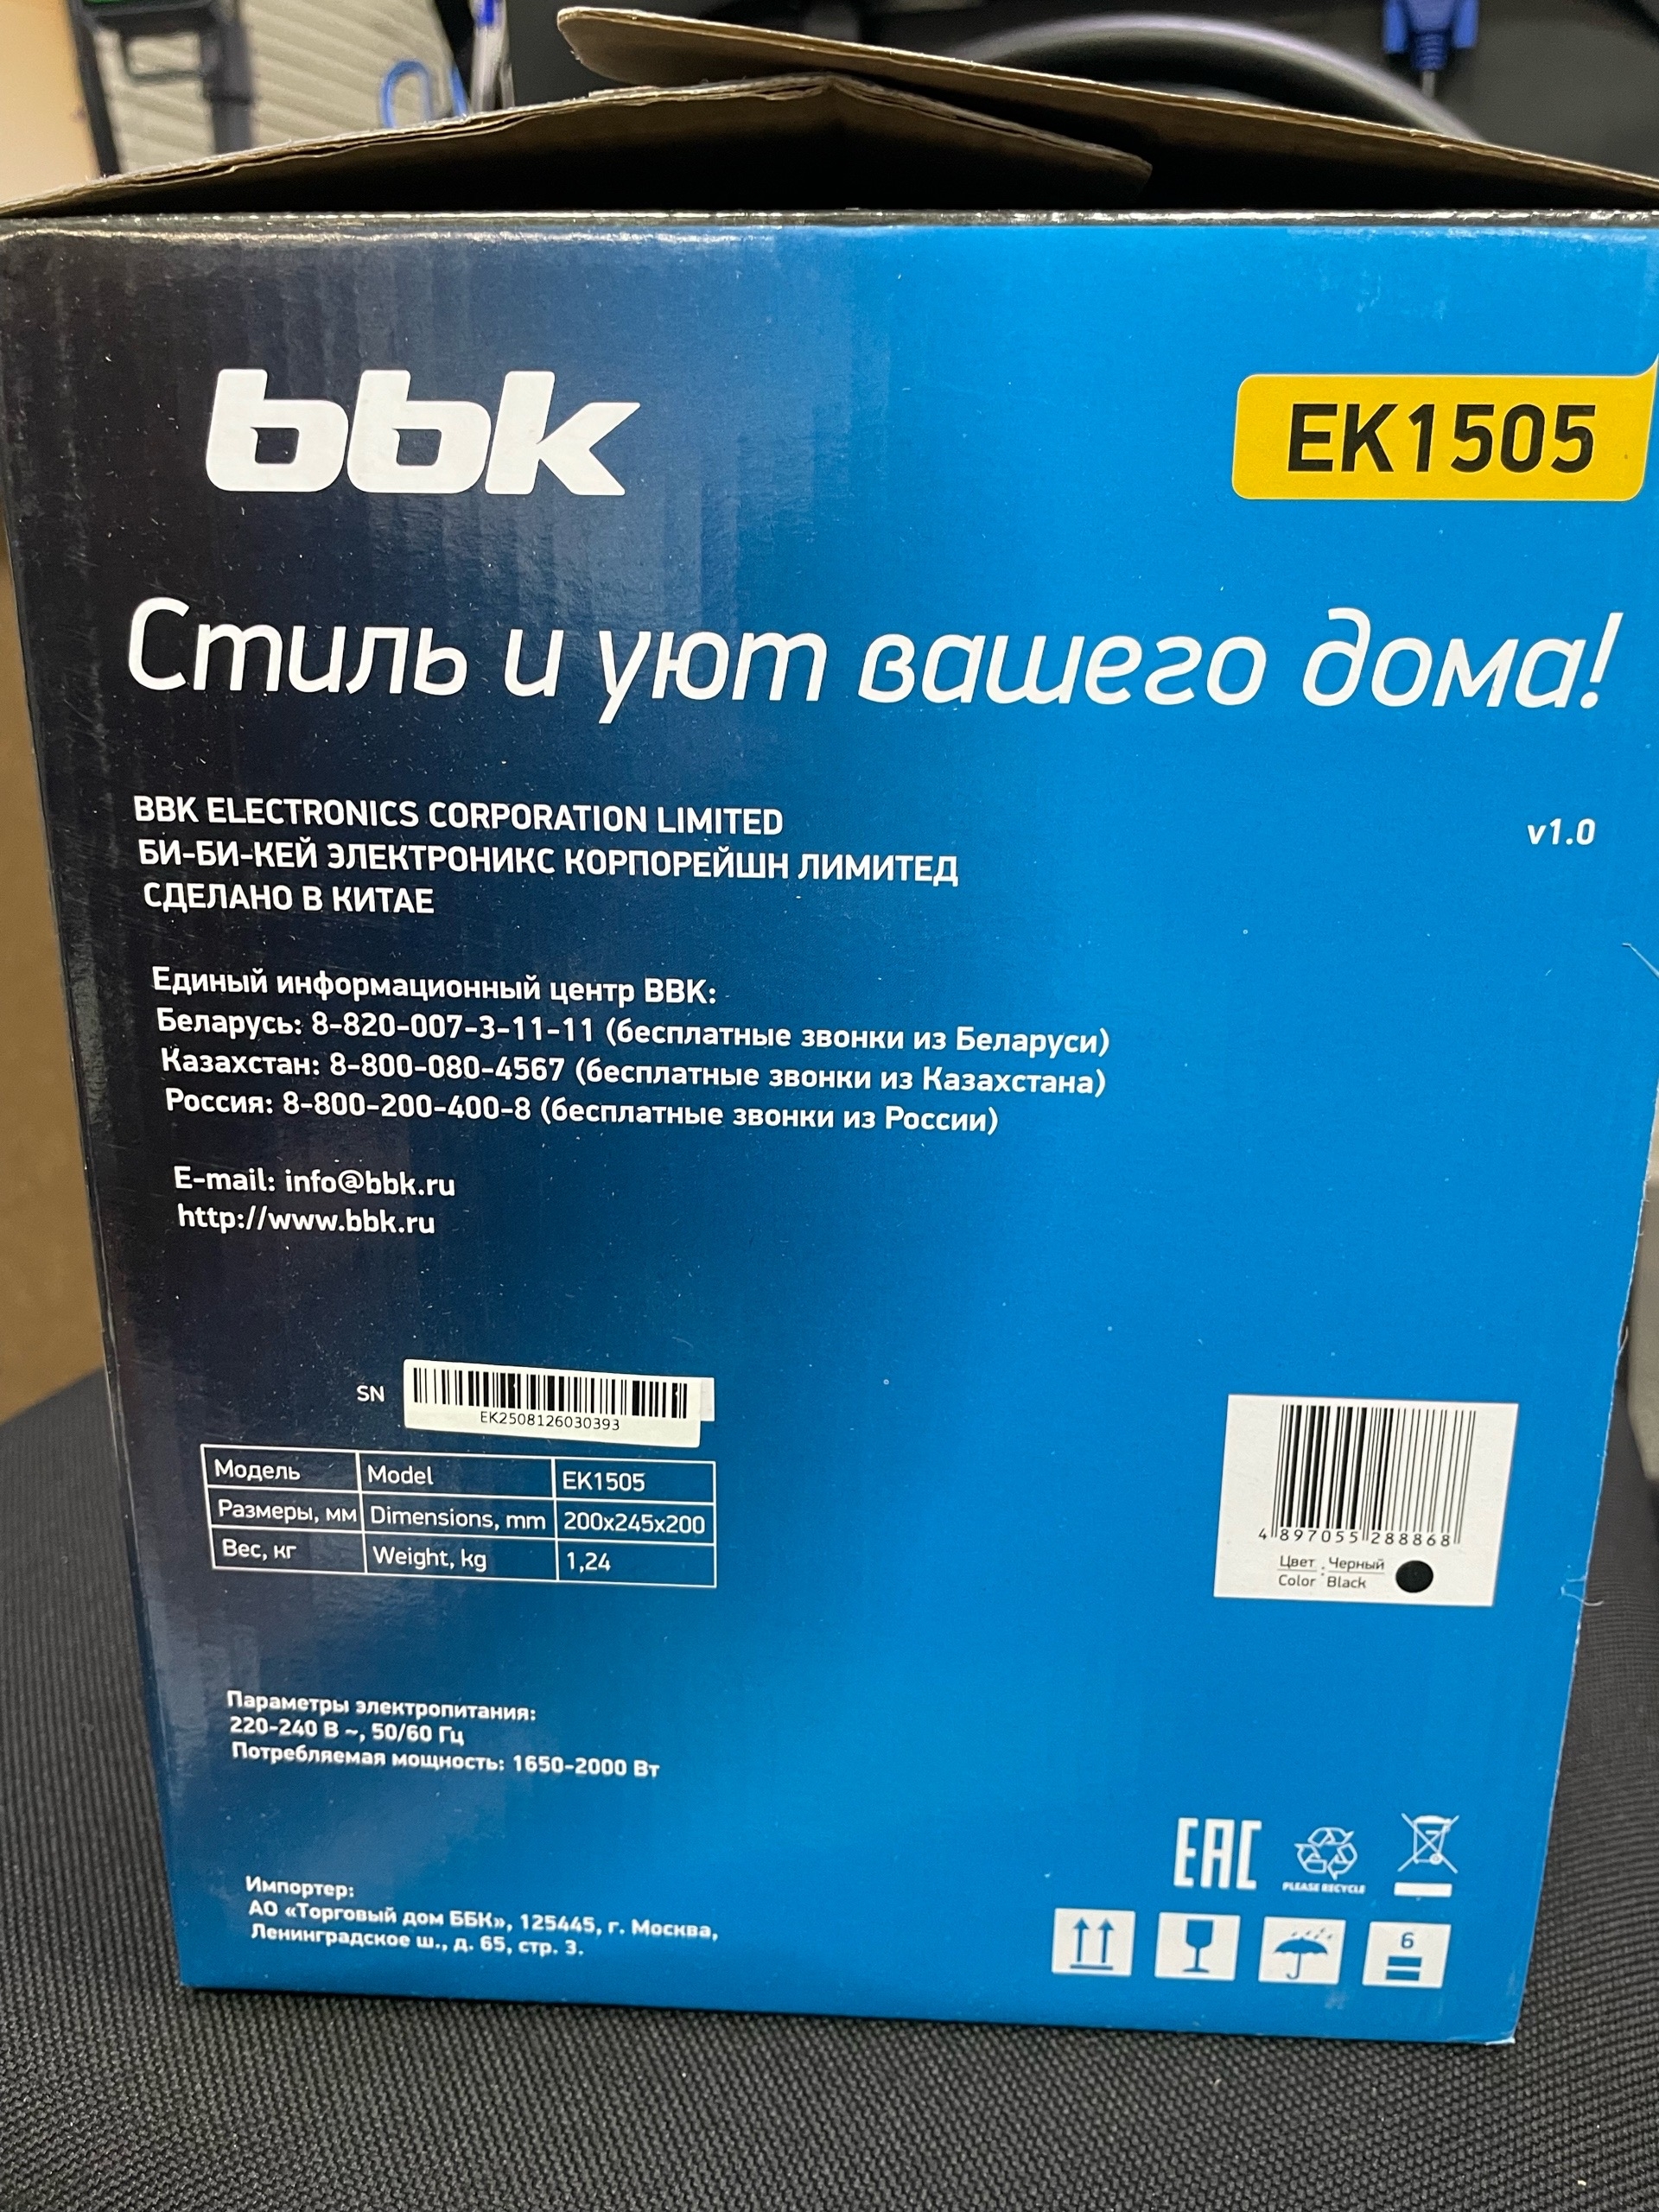 bbk
EK1505
Стиль и уют вашего дома!
BBK ELECTRONICS CORPORATION LIMITED
v1.0
БИ-БИ-КЕЙ ЭЛЕКТРОНИКС КОРПОРЕЙШН ЛИМИТЕД
СДЕЛАНО В КИТАЕ
Единый информационный центр BBK:
Беларусь: 8-820-007-3-11-11 (бесплатные звонки из Беларуси)
Казахстан: 8-800-080-4567 (бесплатные звонки из Казахстана)
Россия: 8-800-200-400-8 (бесплатные звонки из России)
E-mail: info@bbk.ru
http://www.bbk.ru
SN
EK2508126030393
Модель Model EK1505
Размеры, мм Dimensions, mm 200x245x200
Вес, кг Weight, kg 1,24
4 897055 288868
Цвет : Черный
Color Black
Параметры электропитания:
220-240 В ~, 50/60 Гц
Потребляемая мощность: 1650-2000 Вт
EAC
PLEASE RECYCLE
Импортер:
АО «Торговый дом ББК», 125445, г. Москва,
Ленинградское ш., д. 65, стр. 3.
6